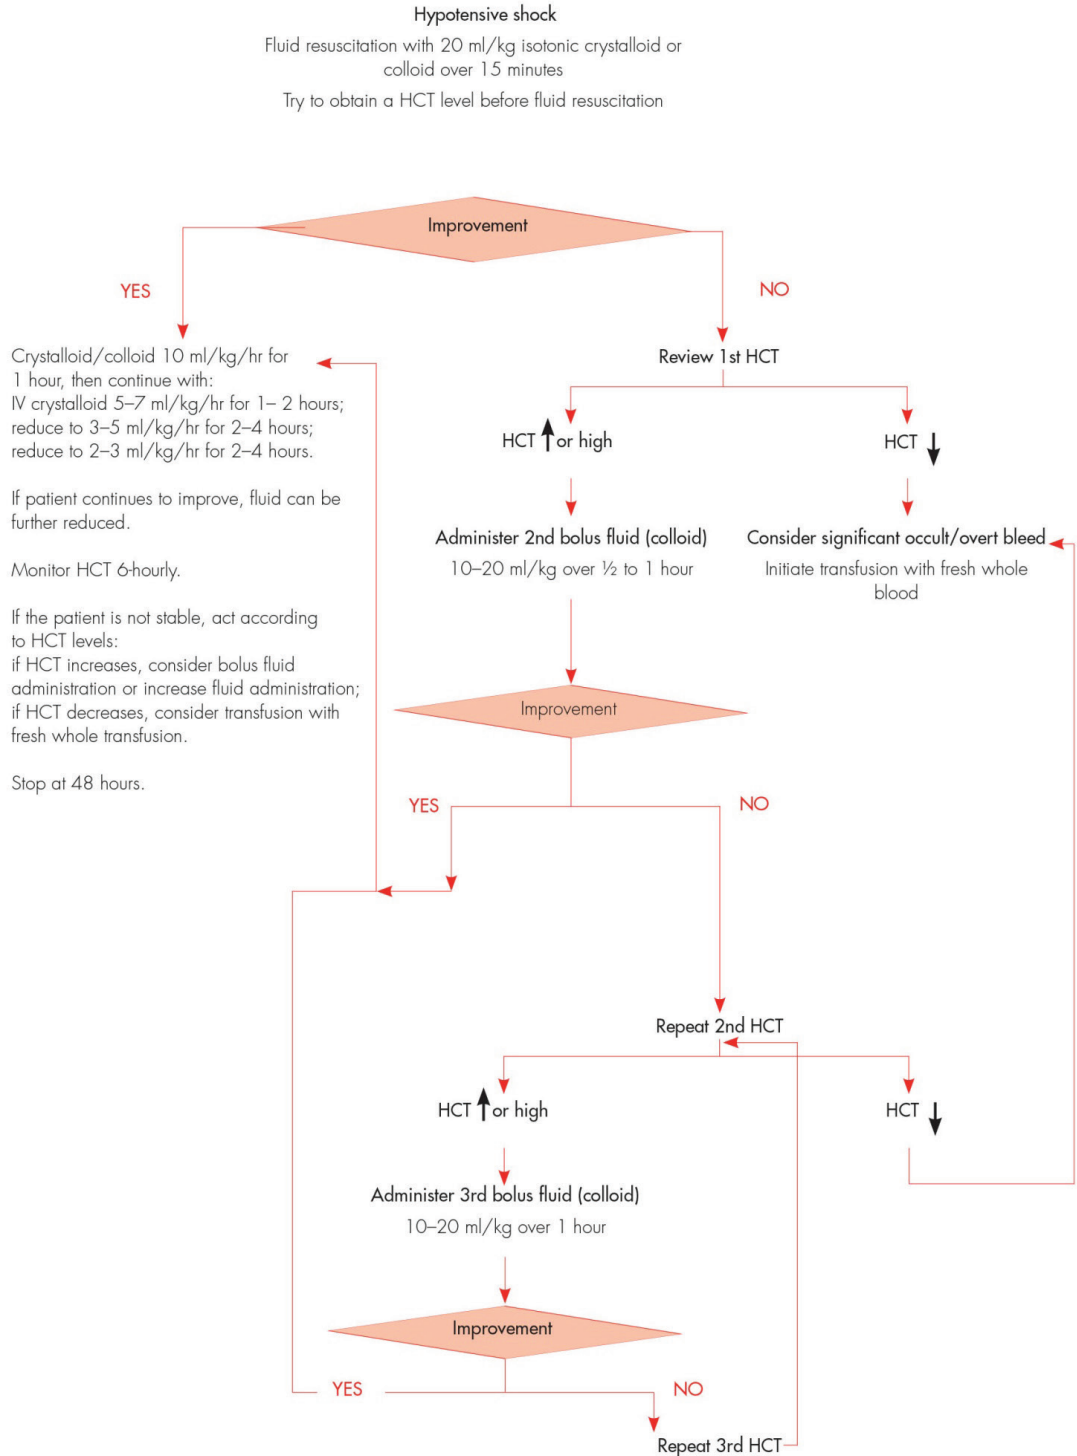 Hypotensive shock
Fluid resuscitation with 20 ml/kg isotonic crystalloid or
colloid over 15 minutes
Try to obtain a HCT level before fluid resuscitation
Improvement
YES
NO
Crystalloid/colloid 10 ml/kg/hr for
1 hour, then continue with:
IV crystalloid 5–7 ml/kg/hr for 1– 2 hours;
reduce to 3–5 ml/kg/hr for 2–4 hours;
reduce to 2–3 ml/kg/hr for 2–4 hours.
If patient continues to improve, fluid can be
further reduced.
Monitor HCT 6-hourly.
If the patient is not stable, act according
to HCT levels:
if HCT increases, consider bolus fluid
administration or increase fluid administration;
if HCT decreases, consider transfusion with
fresh whole transfusion.
Stop at 48 hours.
Review 1st HCT
HCT ↑ or high
HCT ↓
Administer 2nd bolus fluid (colloid)
10–20 ml/kg over ½ to 1 hour
Consider significant occult/overt bleed
Initiate transfusion with fresh whole
blood
Improvement
YES
NO
Repeat 2nd HCT
HCT ↑ or high
HCT ↓
Administer 3rd bolus fluid (colloid)
10–20 ml/kg over 1 hour
Improvement
YES
NO
Repeat 3rd HCT